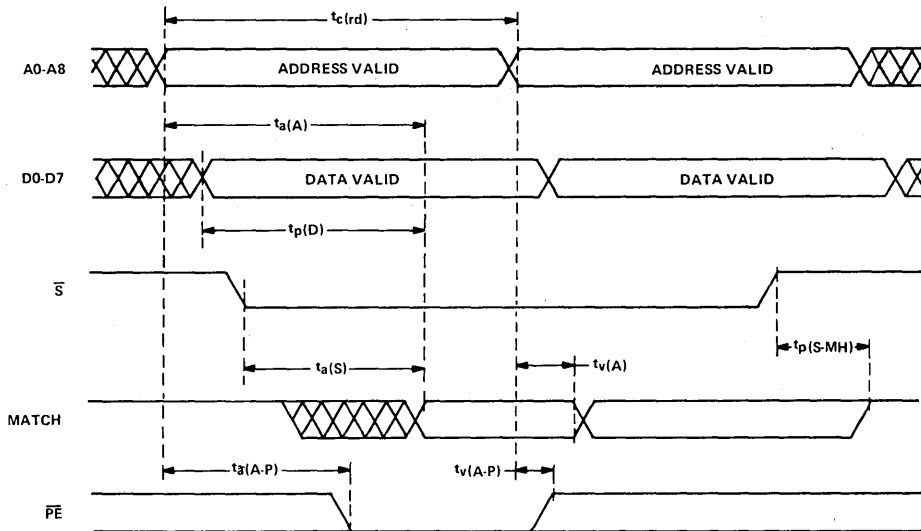 tc(rd)
A0-A8 ADDRESS VALID ADDRESS VALID
ta(A)
D0-D7 DATA VALID DATA VALID
tp(D)
S̅
tp(S-MH)
ta(S) tv(A)
MATCH
ta(A-P) tv(A-P)
P̅E̅